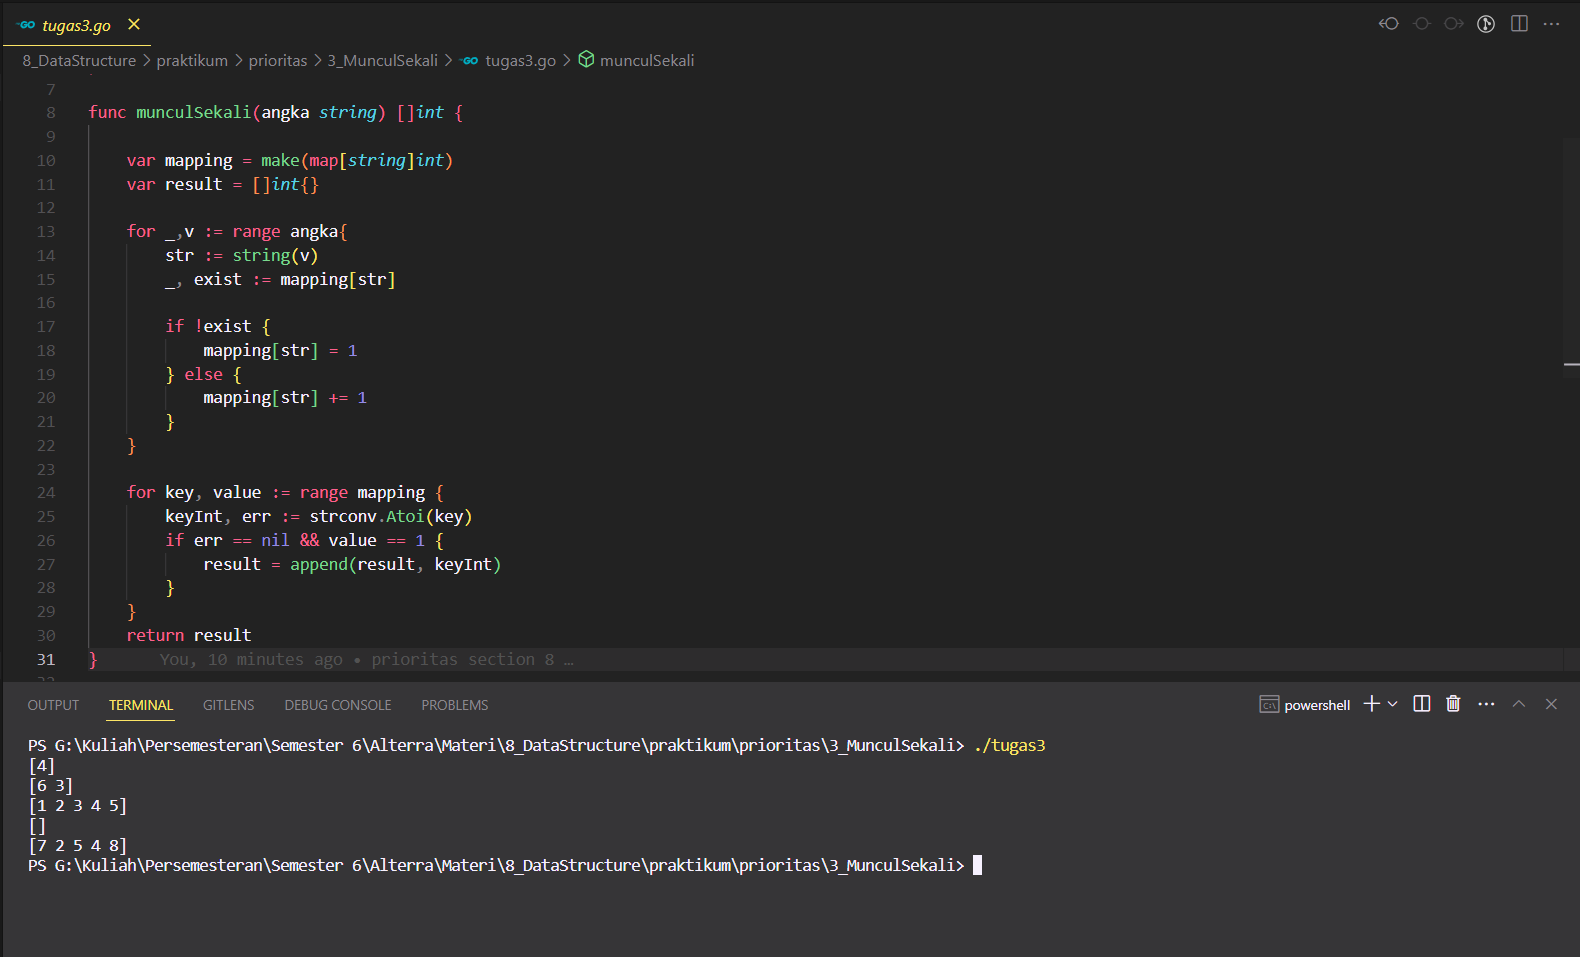 GO tugas3.go
8_DataStructure > praktikum > prioritas > 3_MunculSekali > GO tugas3.go > munculSekali
7
8 func munculSekali(angka string) []int {
9
10 var mapping = make(map[string]int)
11 var result = []int{}
12
13 for _,v := range angka{
14 str := string(v)
15 _, exist := mapping[str]
16
17 if !exist {
18 mapping[str] = 1
19 } else {
20 mapping[str] += 1
21 }
22 }
23
24 for key, value := range mapping {
25 keyInt, err := strconv.Atoi(key)
26 if err == nil && value == 1 {
27 result = append(result, keyInt)
28 }
29 }
30 return result
31 } You, 10 minutes ago • prioritas section 8 …
OUTPUT TERMINAL GITLENS DEBUG CONSOLE PROBLEMS powershell
PS G:\Kuliah\Persemesteran\Semester 6\Alterra\Materi\8_DataStructure\praktikum\prioritas\3_MunculSekali> ./tugas3
[4]
[6 3]
[1 2 3 4 5]
[]
[7 2 5 4 8]
PS G:\Kuliah\Persemesteran\Semester 6\Alterra\Materi\8_DataStructure\praktikum\prioritas\3_MunculSekali>